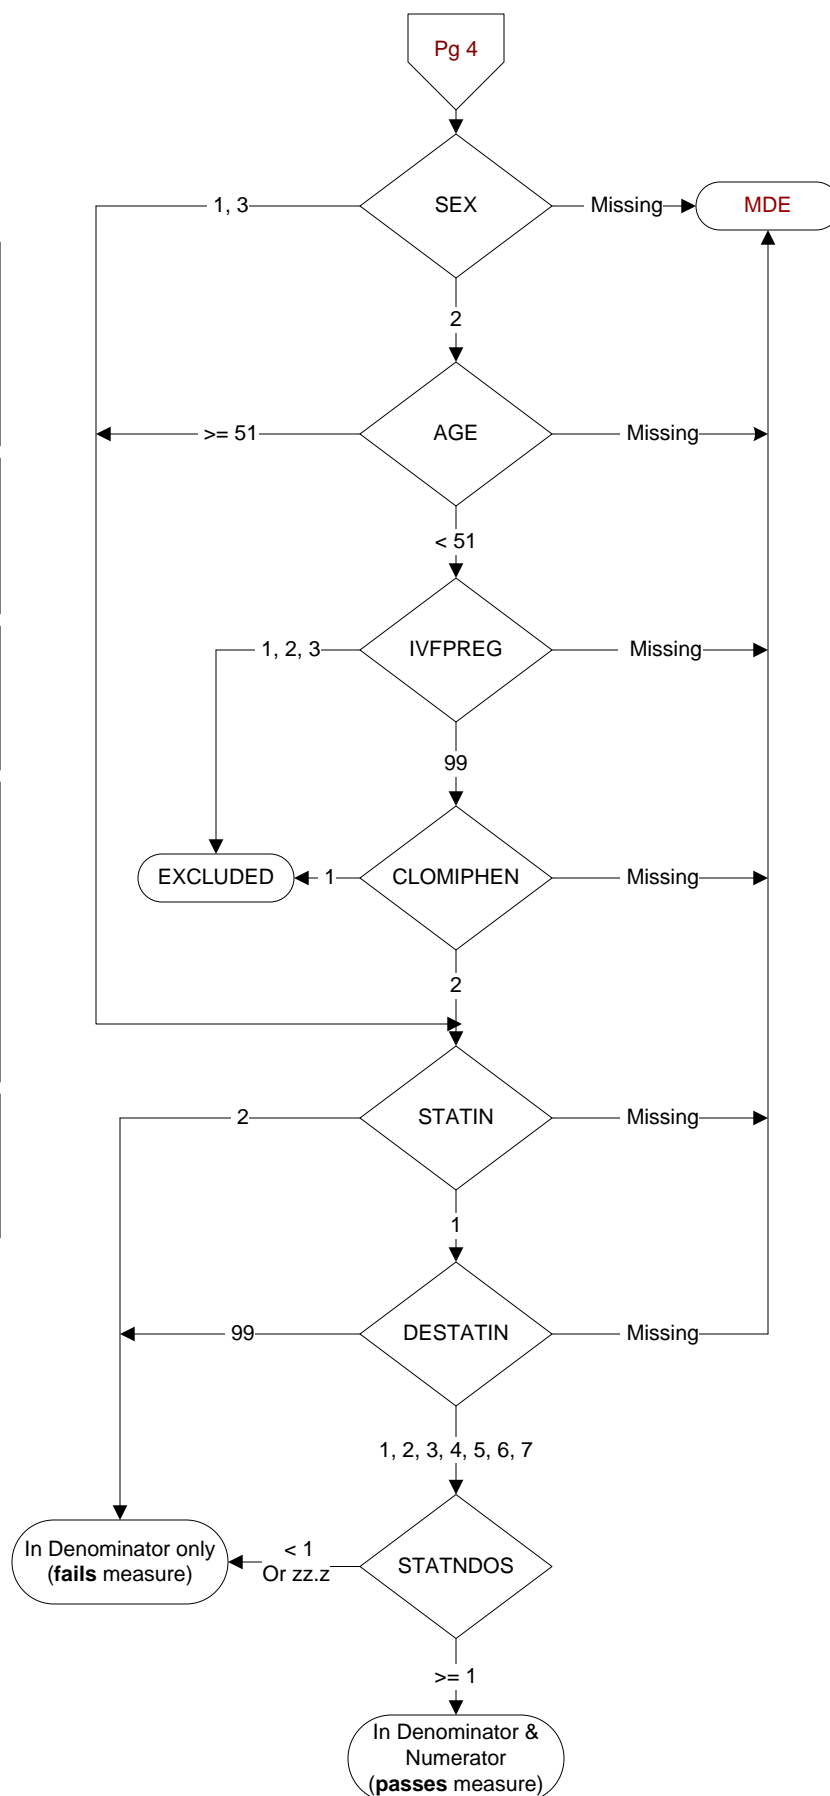 Pg 4
SEX
1, 3
Missing
MDE
2
AGE
>= 51
Missing
< 51
IVFPREG
1, 2, 3
Missing
99
CLOMIPHEN
EXCLUDED
1
Missing
2
STATIN
2
Missing
1
DESTATIN
99
Missing
1, 2, 3, 4, 5, 6, 7
STATNDOS
< 1
Or zz.z
In Denominator only
(fails measure)
>= 1
In Denominator &
Numerator
(passes measure)